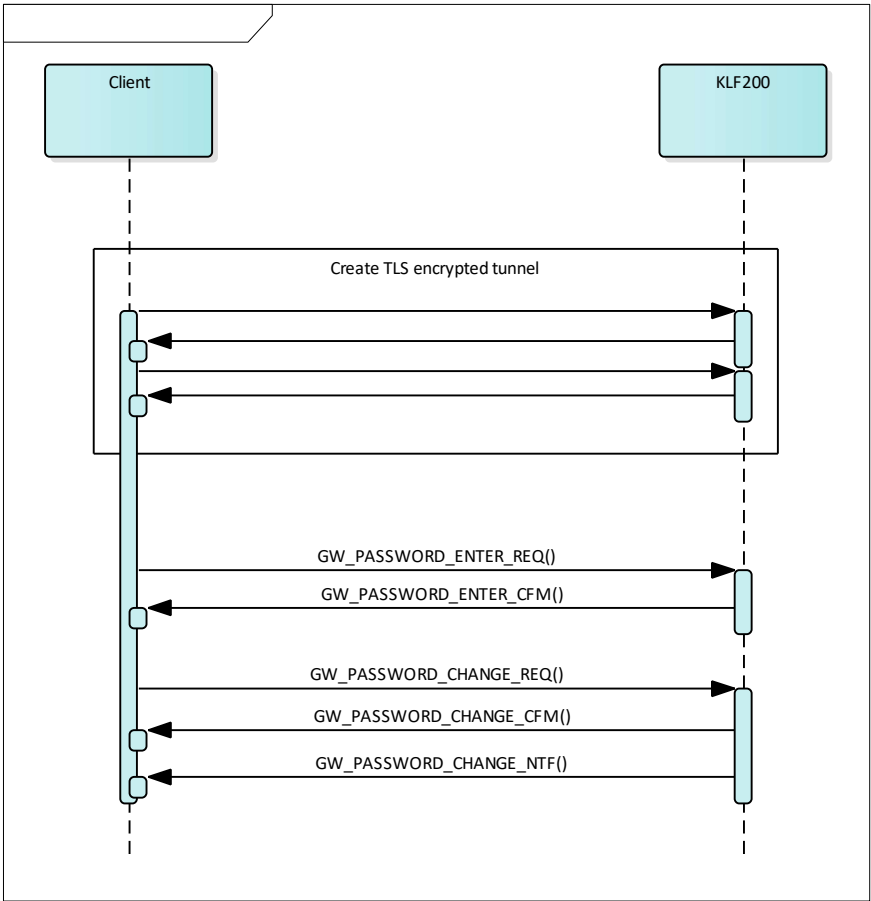 Client
KLF200
Create TLS encrypted tunnel
GW_PASSWORD_ENTER_REQ()
GW_PASSWORD_ENTER_CFM()
GW_PASSWORD_CHANGE_REQ()
GW_PASSWORD_CHANGE_CFM()
GW_PASSWORD_CHANGE_NTF()